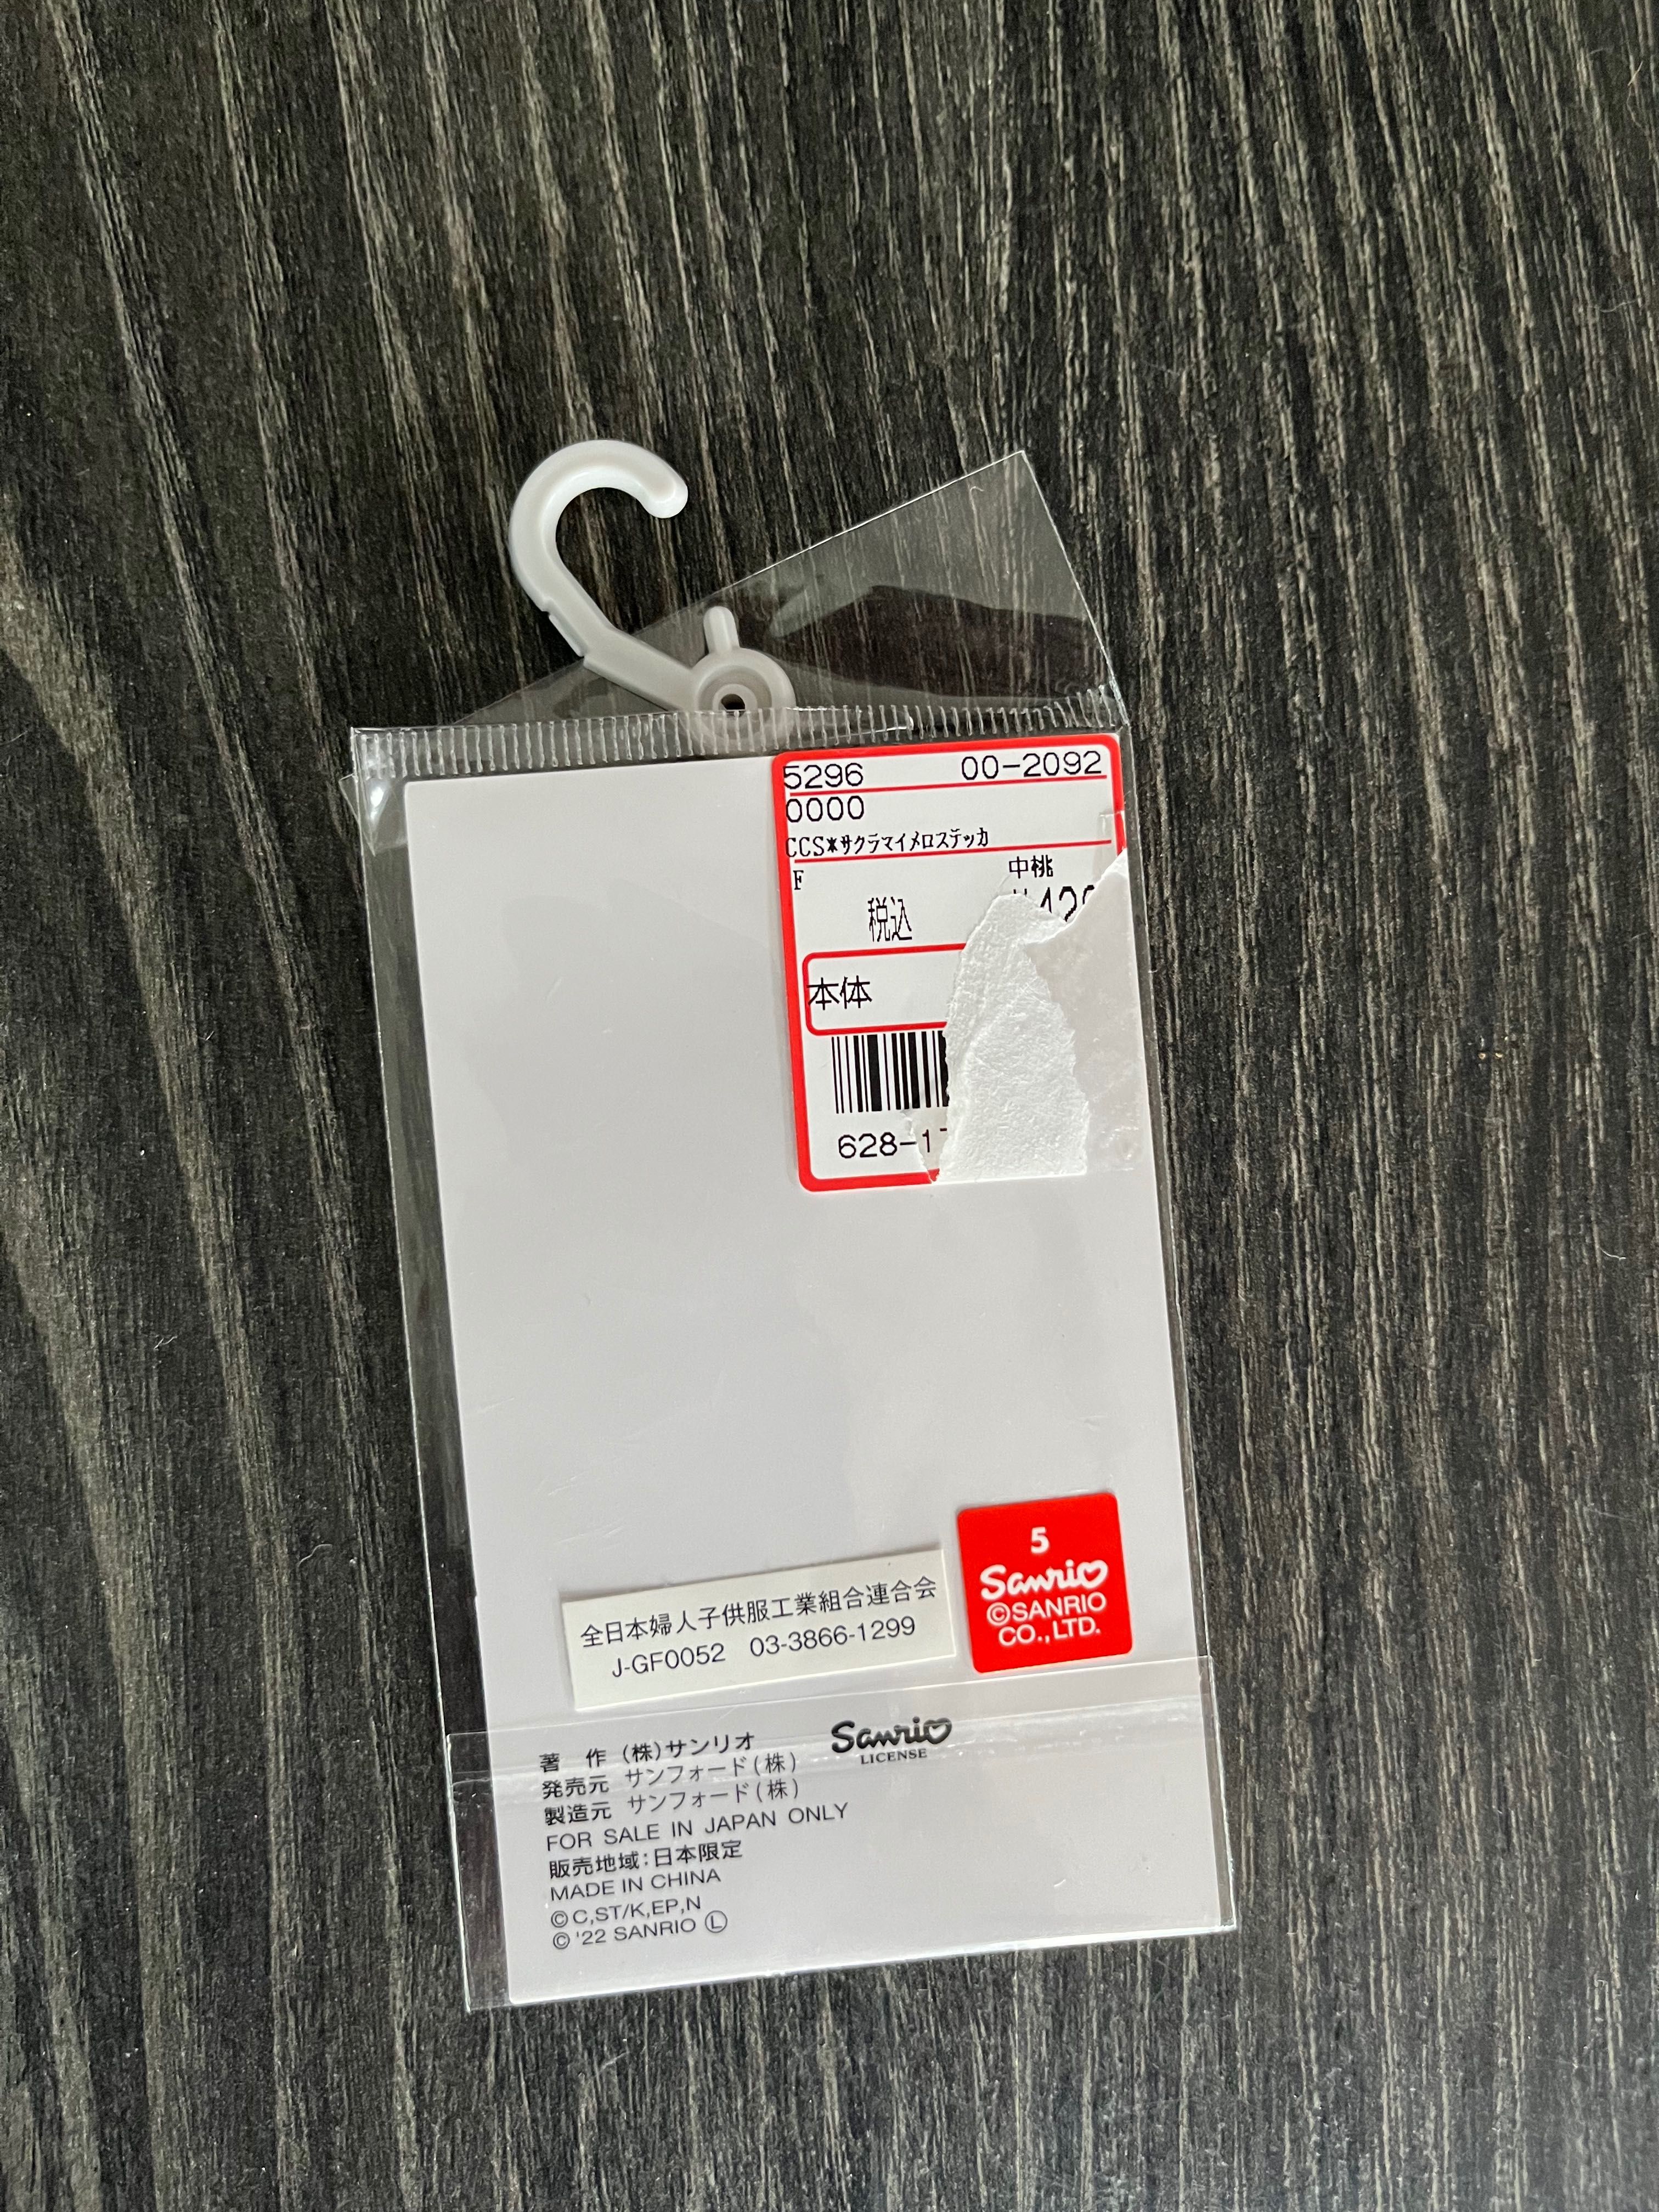 5296 00-2092
0000
CCS*サクラマイメロステッカ
F 中桃
税込
本体
628-1
5
Sanrio
©SANRIO
CO.,LTD.
全日本婦人子供服工業組合連合会
J-GF0052 03-3866-1299
Sanrio
LICENSE
著 作 (株)サンリオ
発売元 サンフォード(株)
製造元 サンフォード(株)
FOR SALE IN JAPAN ONLY
販売地域:日本限定
MADE IN CHINA
©C,ST/K,EP,N
©'22 SANRIO Ⓛ